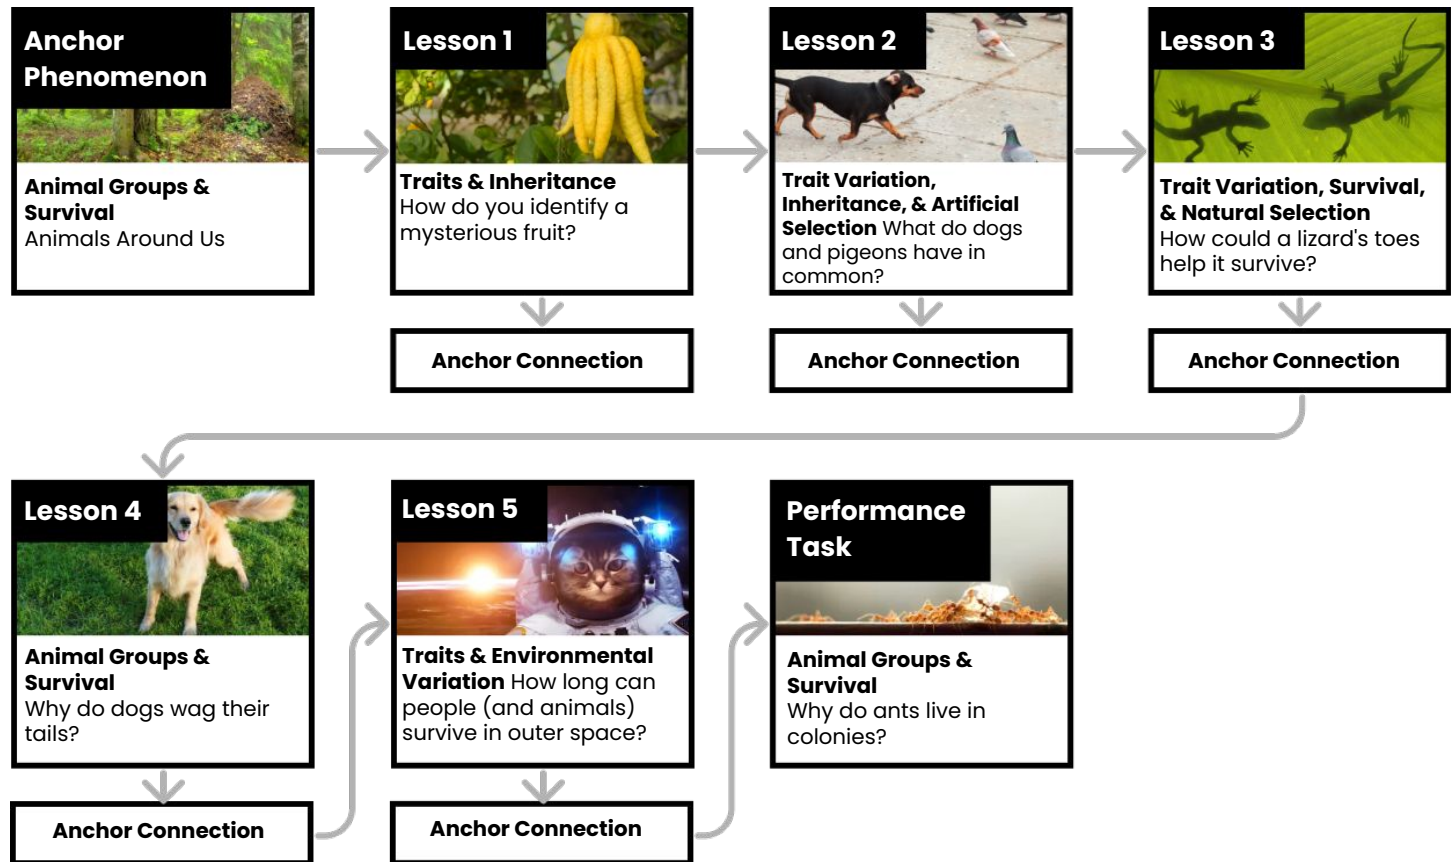 Anchor
Phenomenon
Animal Groups &
Survival
Animals Around Us
Lesson 1
Traits & Inheritance
How do you identify a
mysterious fruit?
Anchor Connection
Lesson 2
Trait Variation,
Inheritance, & Artificial
Selection What do dogs
and pigeons have in
common?
Anchor Connection
Lesson 3
Trait Variation, Survival,
& Natural Selection
How could a lizard's toes
help it survive?
Anchor Connection
Lesson 4
Animal Groups &
Survival
Why do dogs wag their
tails?
Anchor Connection
Lesson 5
Traits & Environmental
Variation How long can
people (and animals)
survive in outer space?
Anchor Connection
Performance
Task
Animal Groups &
Survival
Why do ants live in
colonies?